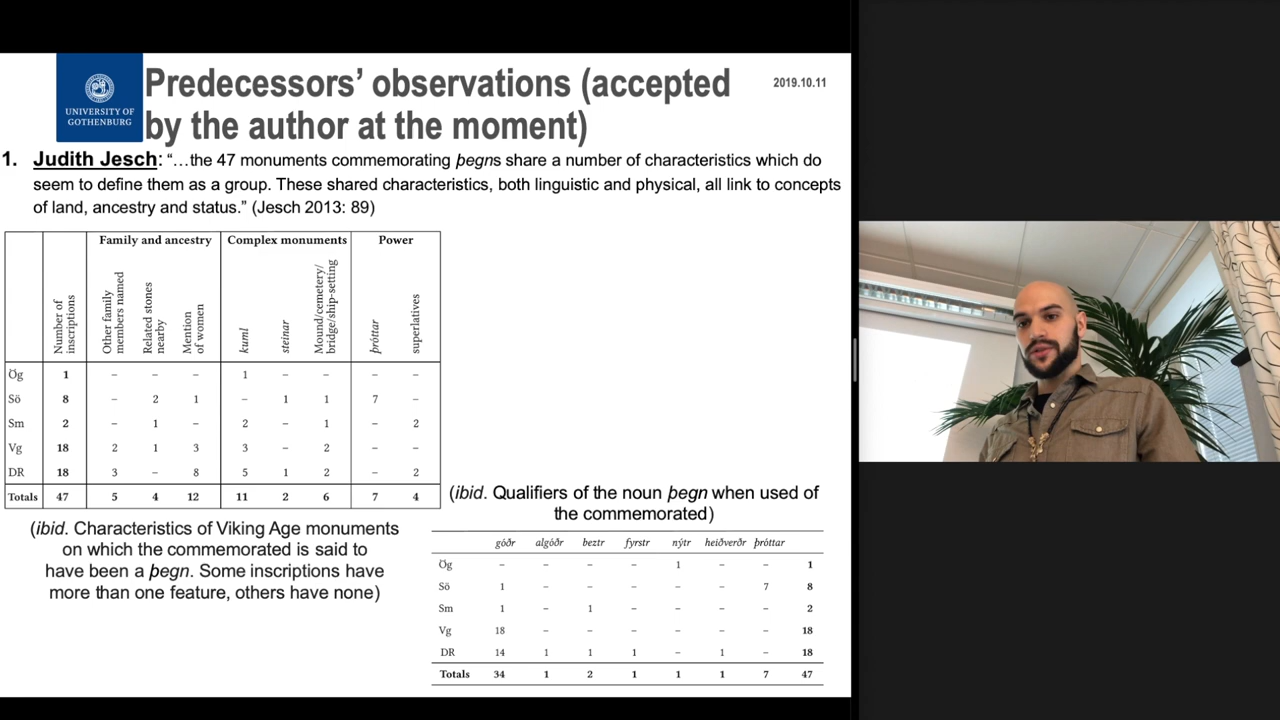 UNIVERSITY OF
GOTHENBURG
Predecessors’ observations (accepted
by the author at the moment)
2019.10.11
1. Judith Jesch: “…the 47 monuments commemorating þegns share a number of characteristics which do
seem to define them as a group. These shared characteristics, both linguistic and physical, all link to concepts
of land, ancestry and status.” (Jesch 2013: 89)
Family and ancestry Complex monuments Power
Number of
inscriptions
Other family
members named
Related stones
nearby
Mention
of women
kuml
steinar
Mound/cemetery/
bridge/ship-setting
þróttar
superlatives
Ög 1 – – – 1 – – – –
Sö 8 – 2 1 – 1 1 7 –
Sm 2 – 1 – 2 – 1 – 2
Vg 18 2 1 3 3 – 2 – –
DR 18 3 – 8 5 1 2 – 2
Totals 47 5 4 12 11 2 6 7 4
(ibid. Characteristics of Viking Age monuments
on which the commemorated is said to
have been a þegn. Some inscriptions have
more than one feature, others have none)
(ibid. Qualifiers of the noun þegn when used of
the commemorated)
góðr algóðr beztr fyrstr nýtr heiðverðr þróttar
Ög – – – – 1 – – 1
Sö 1 – – – – – 7 8
Sm 1 – 1 – – – – 2
Vg 18 – – – – – – 18
DR 14 1 1 1 – 1 – 18
Totals 34 1 2 1 1 1 7 47